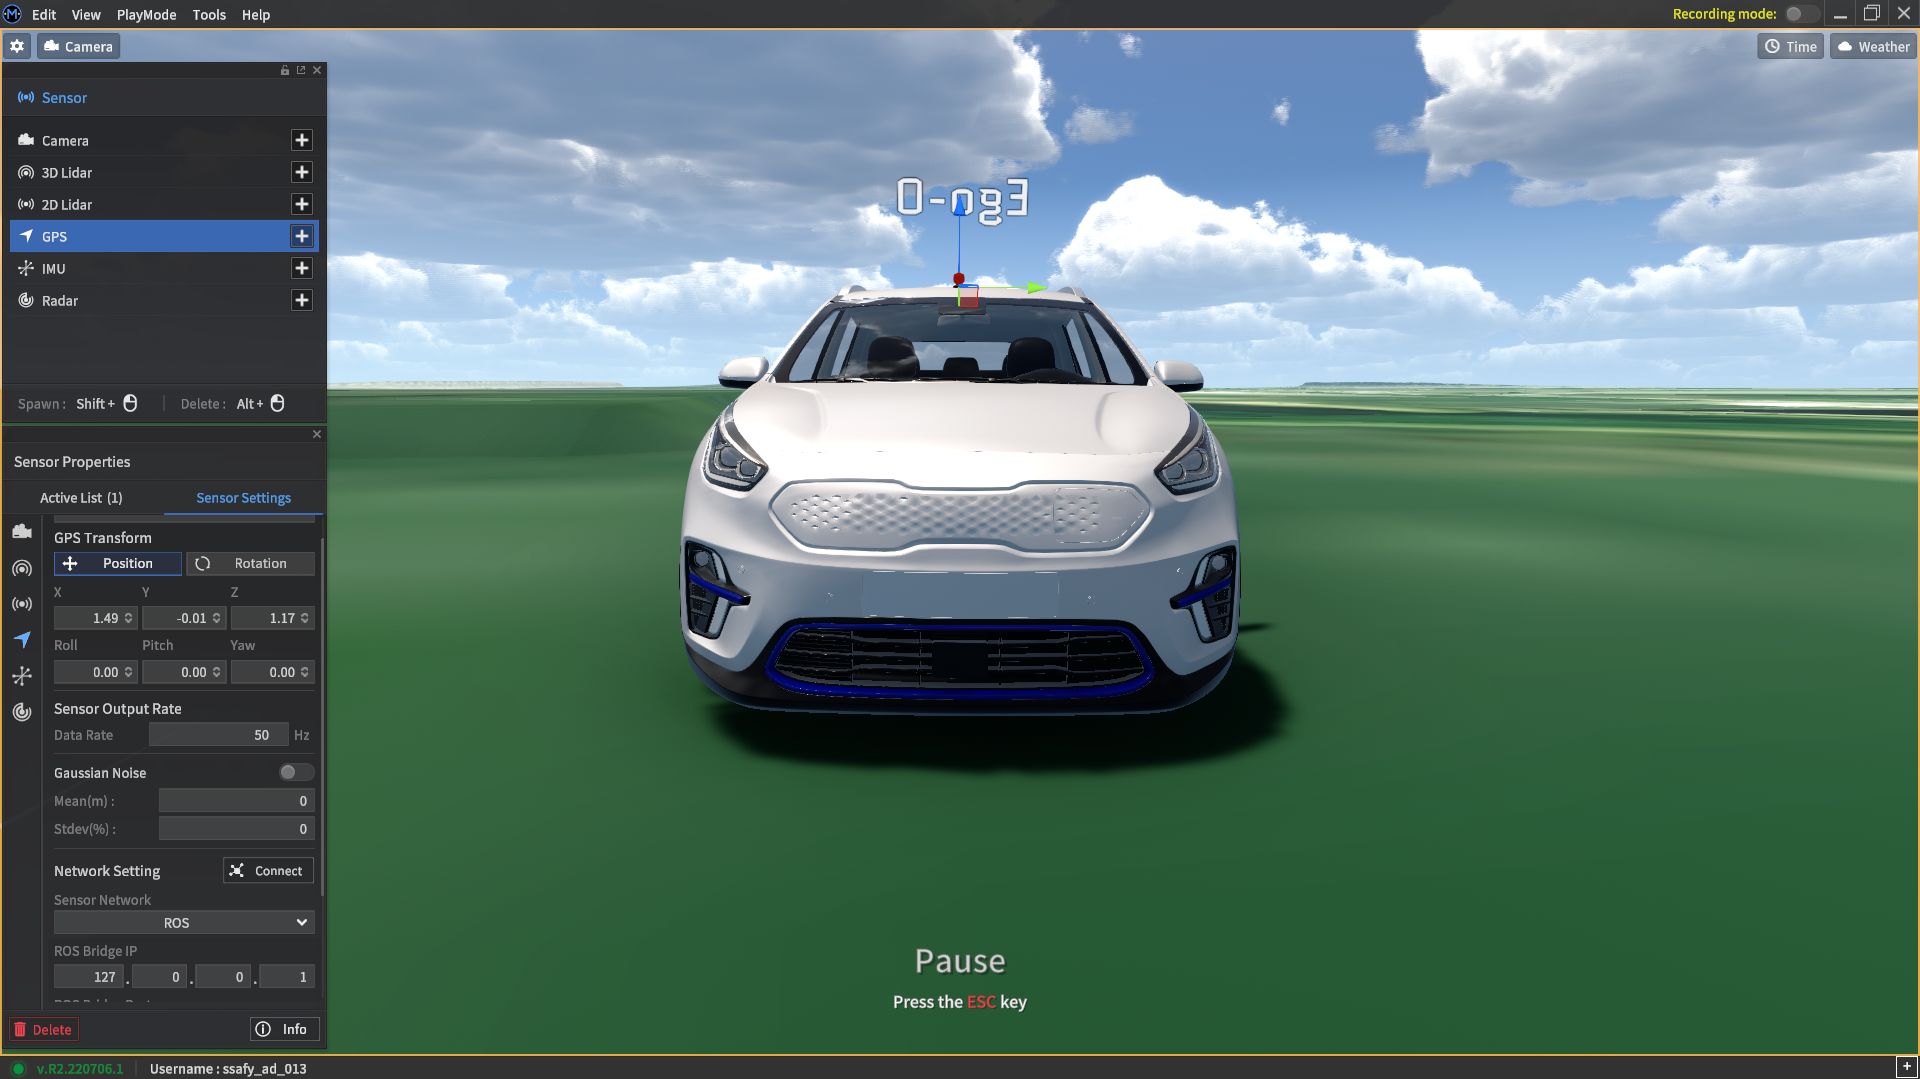 Edit View PlayMode Tools Help Recording mode:
Camera Time Weather
Sensor
Camera
3D Lidar
2D Lidar
GPS
IMU
Radar
Spawn : Shift + Delete : Alt +
Ego-0
Sensor Properties
Active List (1) Sensor Settings
GPS Transform
Position Rotation
X Y Z
1.49 -0.01 1.17
Roll Pitch Yaw
0.00 0.00 0.00
Sensor Output Rate
Data Rate 50 Hz
Gaussian Noise
Mean(m) : 0
Stdev(%) : 0
Network Setting Connect
Sensor Network
ROS
ROS Bridge IP
127 . 0 . 0 . 1
Delete Info
Pause
Press the ESC key
v.R2.220706.1 Username : ssafy_ad_013